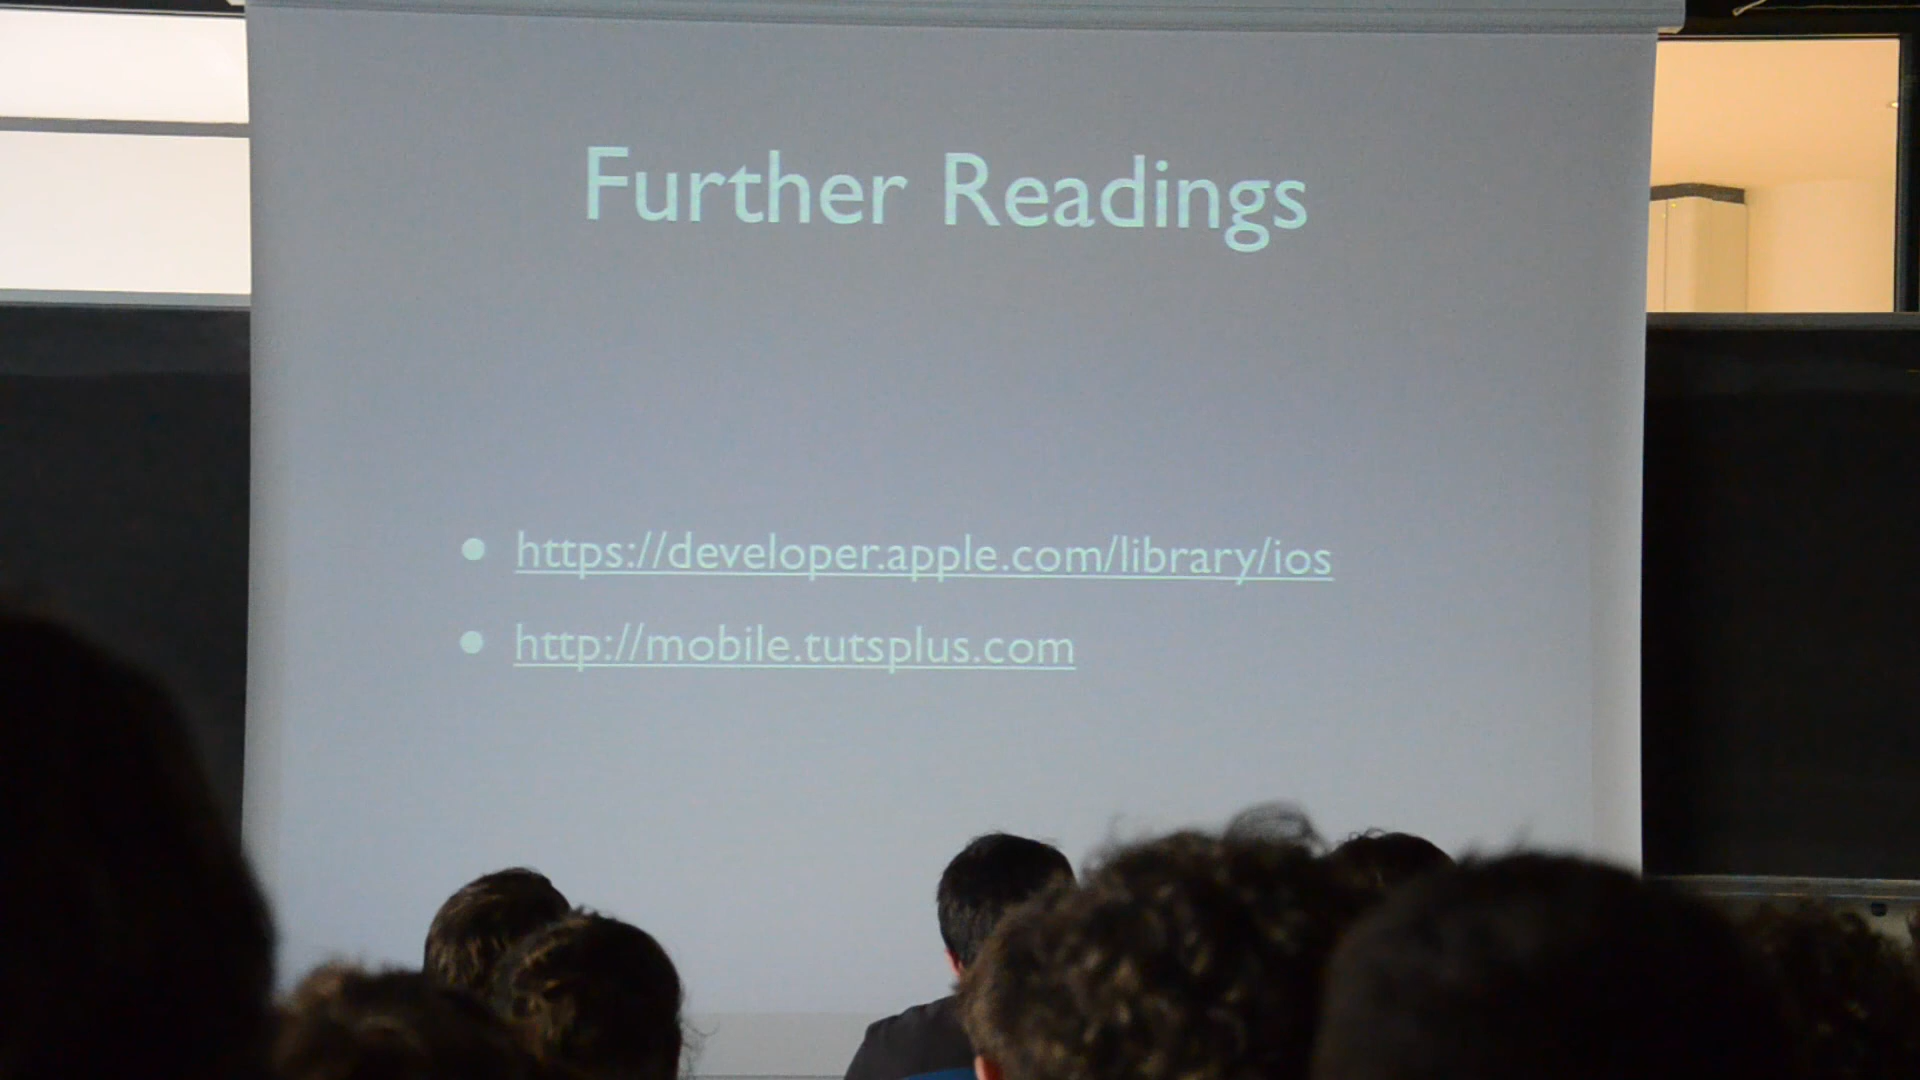 Further Readings
• https://developer.apple.com/library/ios
• http://mobile.tutsplus.com